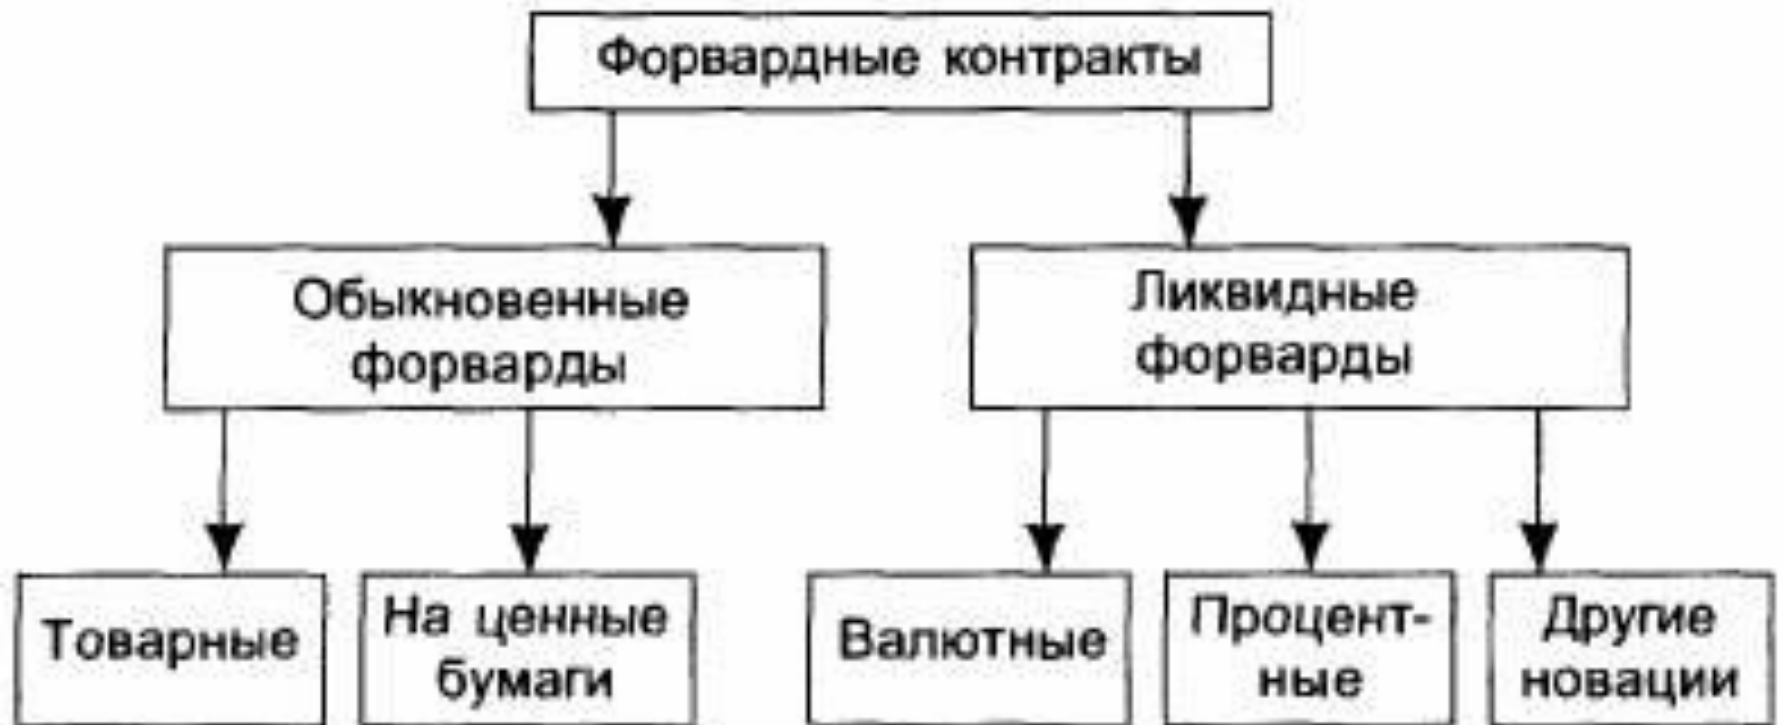 Форвардные контракты
Обыкновенные
форварды
Ликвидные
форварды
Товарные
На ценные
бумаги
Валютные
Процент-
ные
Другие
новации